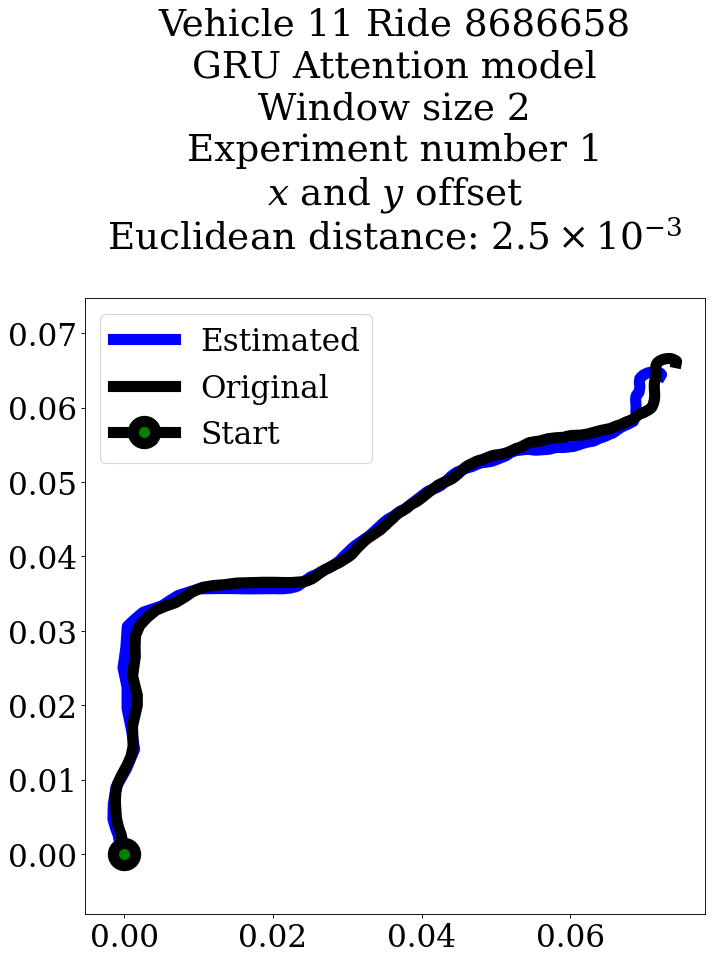 Vehicle 11 Ride 8686658
GRU Attention model
Window size 2
Experiment number 1
x and y offset
Euclidean distance: 2.5 × 10⁻³
Estimated
Original
Start
0.07
0.06
0.05
0.04
0.03
0.02
0.01
0.00
0.00 0.02 0.04 0.06